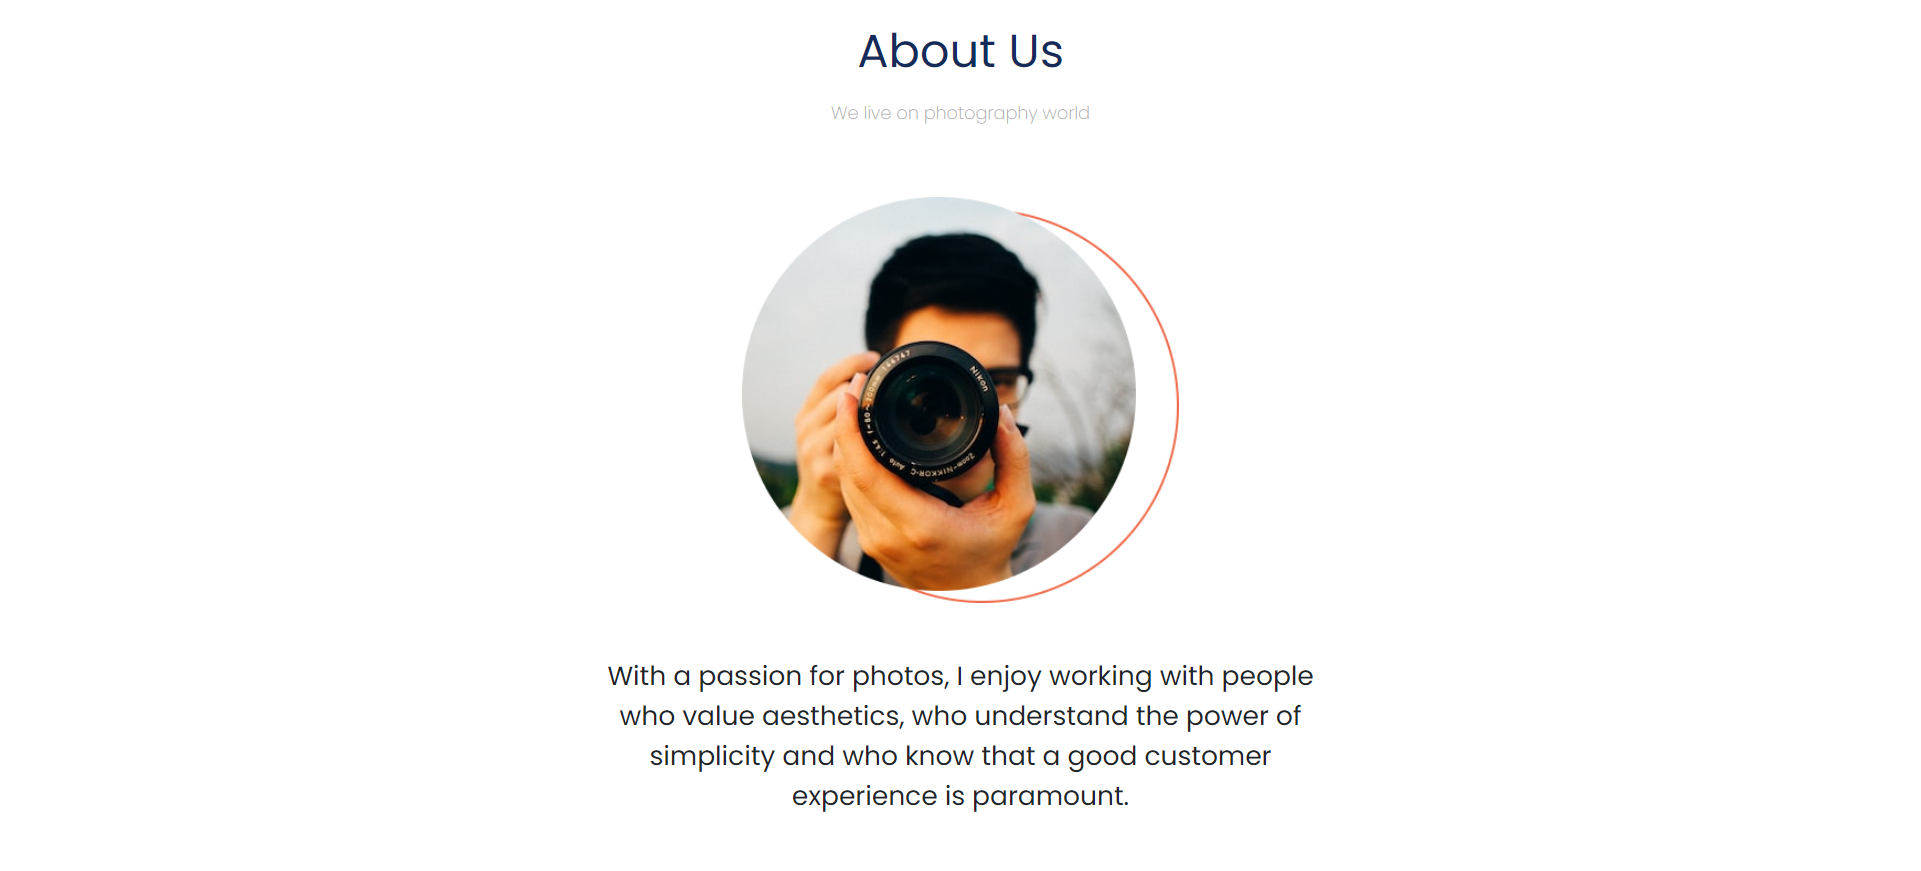 About Us
We live on photography world
Nikon
Zoom-NIKKOR-C Auto 1:4.5 f=80~200mm
With a passion for photos, I enjoy working with people
who value aesthetics, who understand the power of
simplicity and who know that a good customer
experience is paramount.